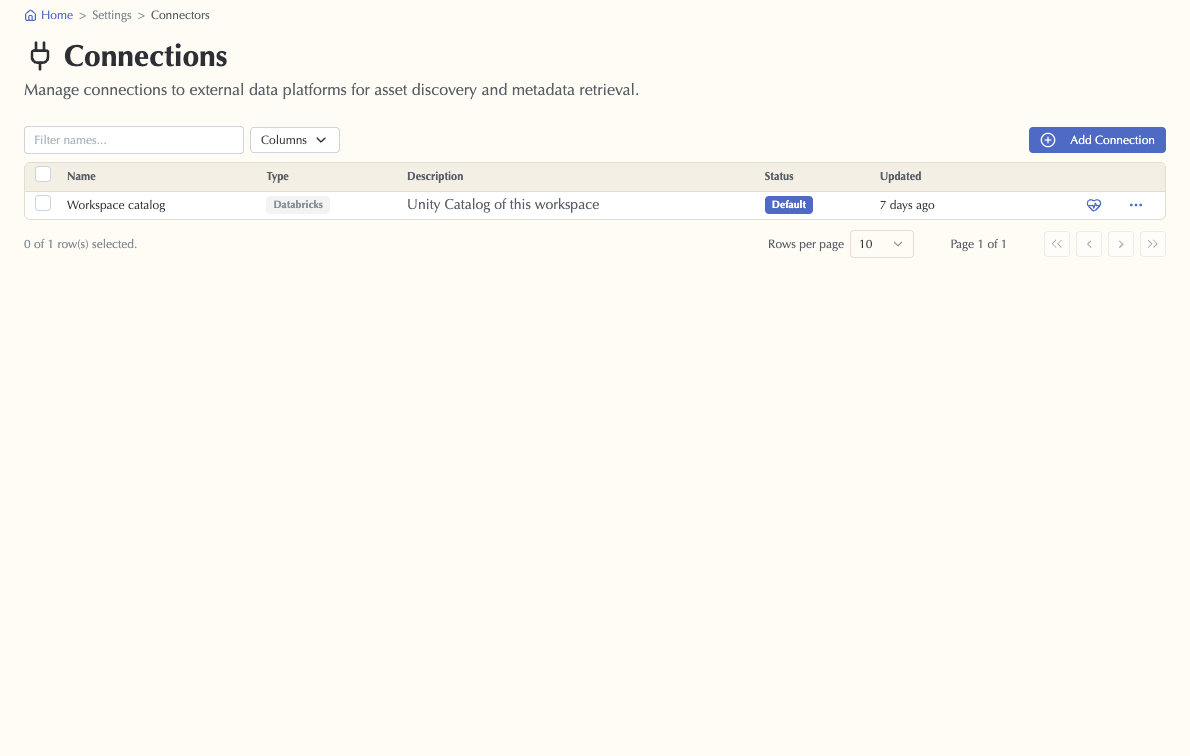 Home > Settings > Connectors
Connections
Manage connections to external data platforms for asset discovery and metadata retrieval.
Filter names...
Columns
Add Connection
Name Type Description Status Updated
Workspace catalog Databricks Unity Catalog of this workspace Default 7 days ago
0 of 1 row(s) selected.
Rows per page 10 Page 1 of 1